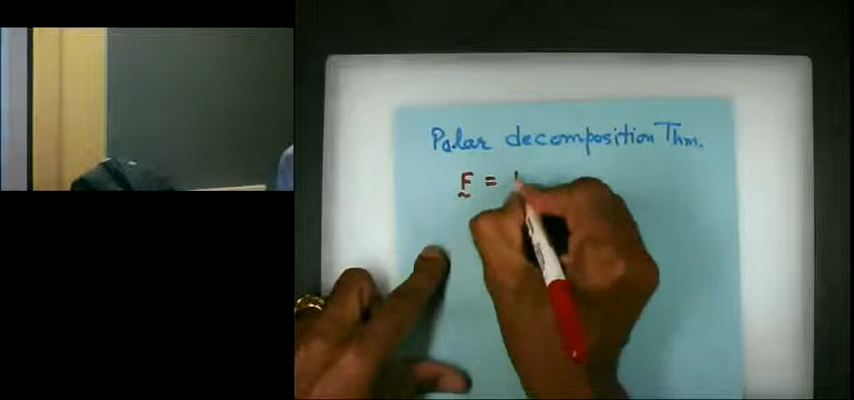 Polar decomposition Thm.
F =